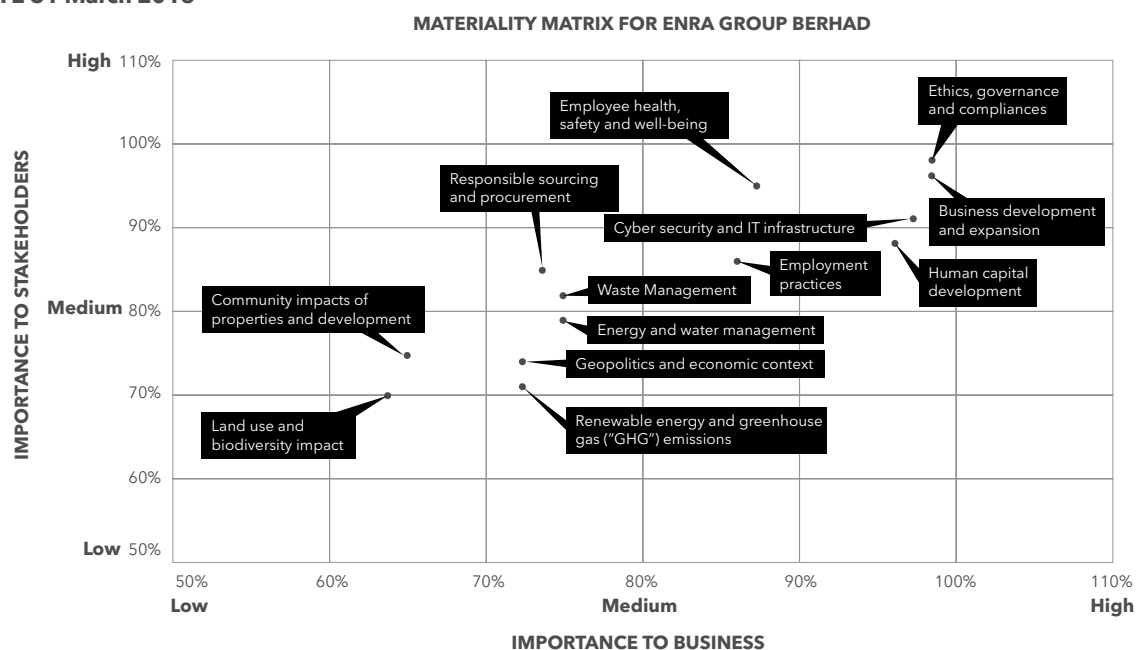 MATERIALITY MATRIX FOR ENRA GROUP BERHAD
IMPORTANCE TO STAKEHOLDERS
High 110%
100%
90%
Medium 80%
70%
60%
Low 50%
Ethics, governance
and compliances
Employee health,
safety and well-being
Responsible sourcing
and procurement
Business development
and expansion
Cyber security and IT infrastructure
Employment
practices
Human capital
development
Waste Management
Community impacts of
properties and development
Energy and water management
Geopolitics and economic context
Land use and
biodiversity impact
Renewable energy and greenhouse
gas (“GHG”) emissions
50% 60% 70% 80% 90% 100% 110%
Low Medium High
IMPORTANCE TO BUSINESS